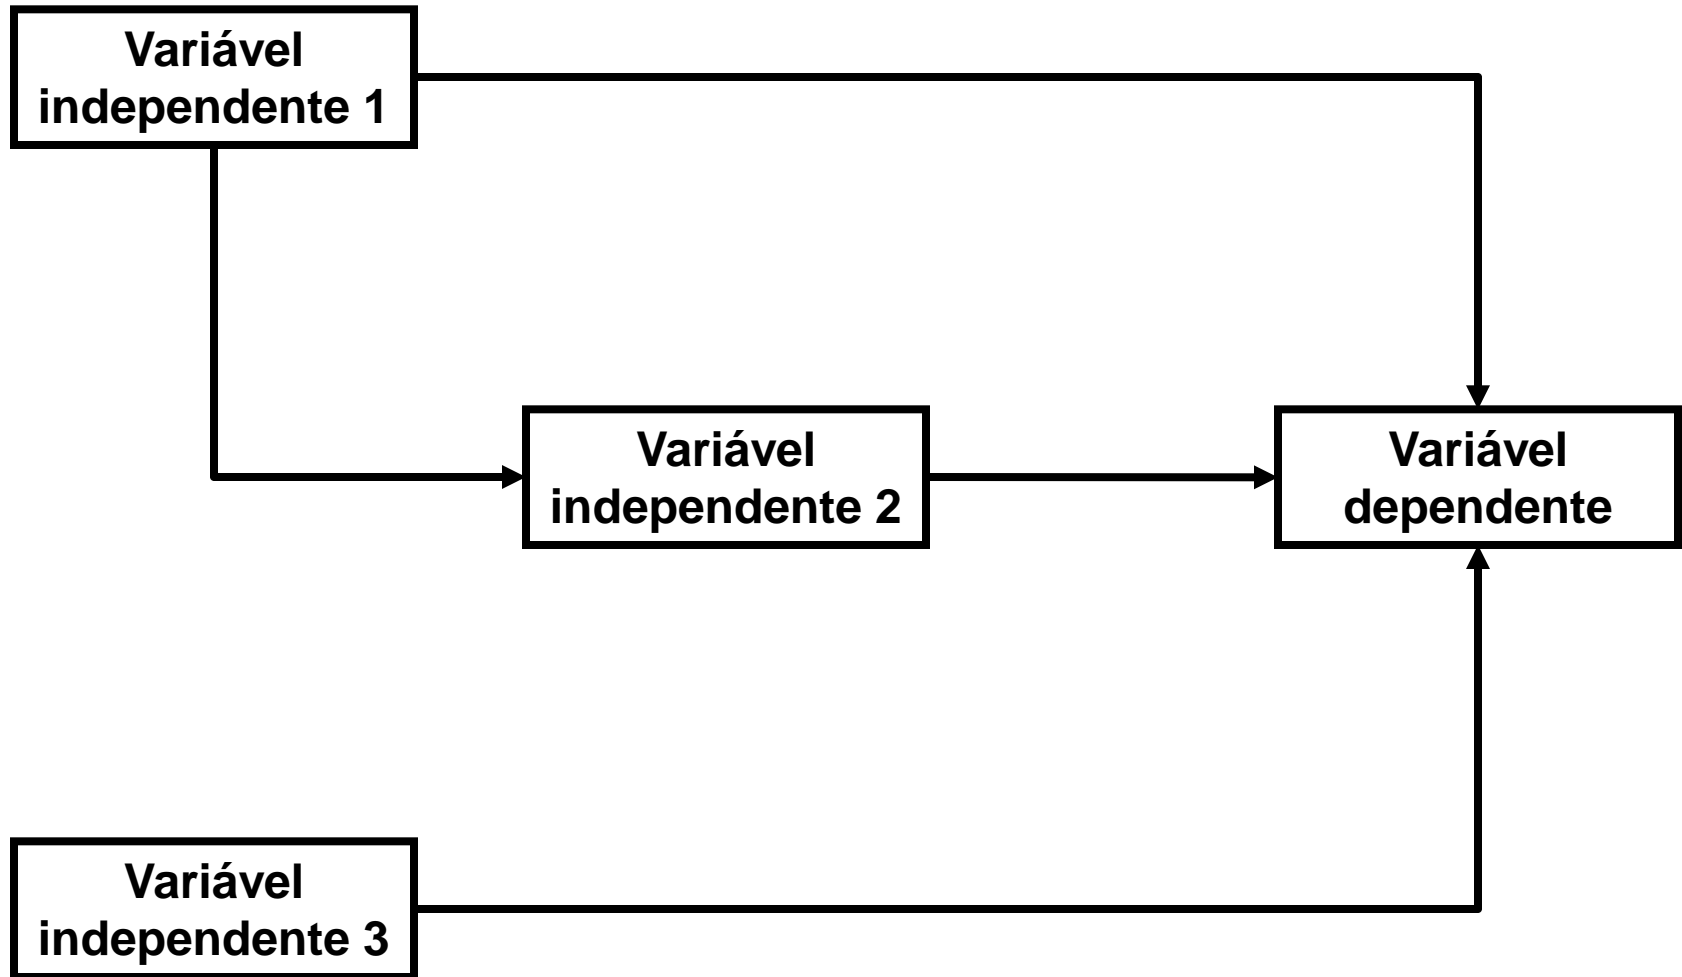 Variável
independente 1
Variável
independente 2
Variável
dependente
Variável
independente 3